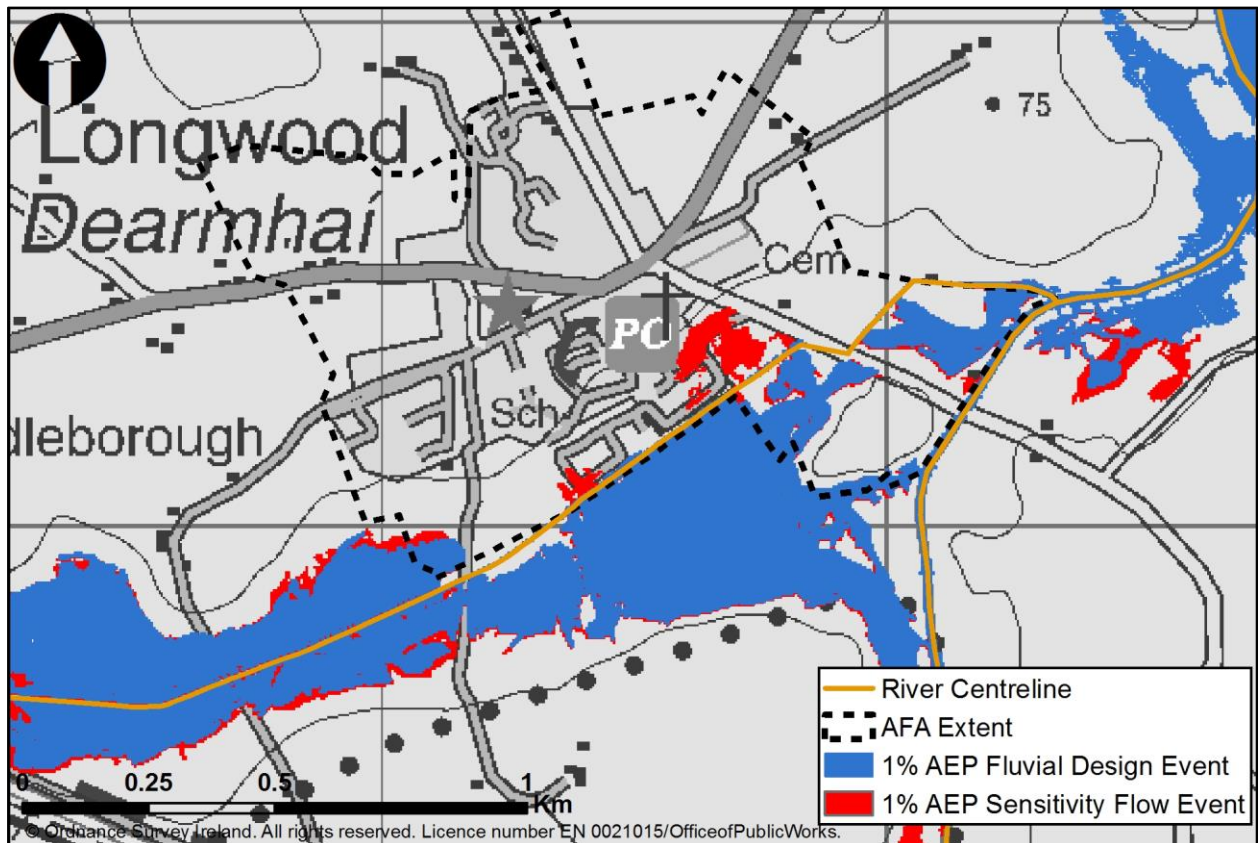 Longwood
Dearmhaí
75
Cem
PO
Sch
dleborough
River Centreline
AFA Extent
1% AEP Fluvial Design Event
1% AEP Sensitivity Flow Event
0 0.25 0.5 1
Km
© Ordnance Survey Ireland. All rights reserved. Licence number EN 0021015/OfficeofPublicWorks.